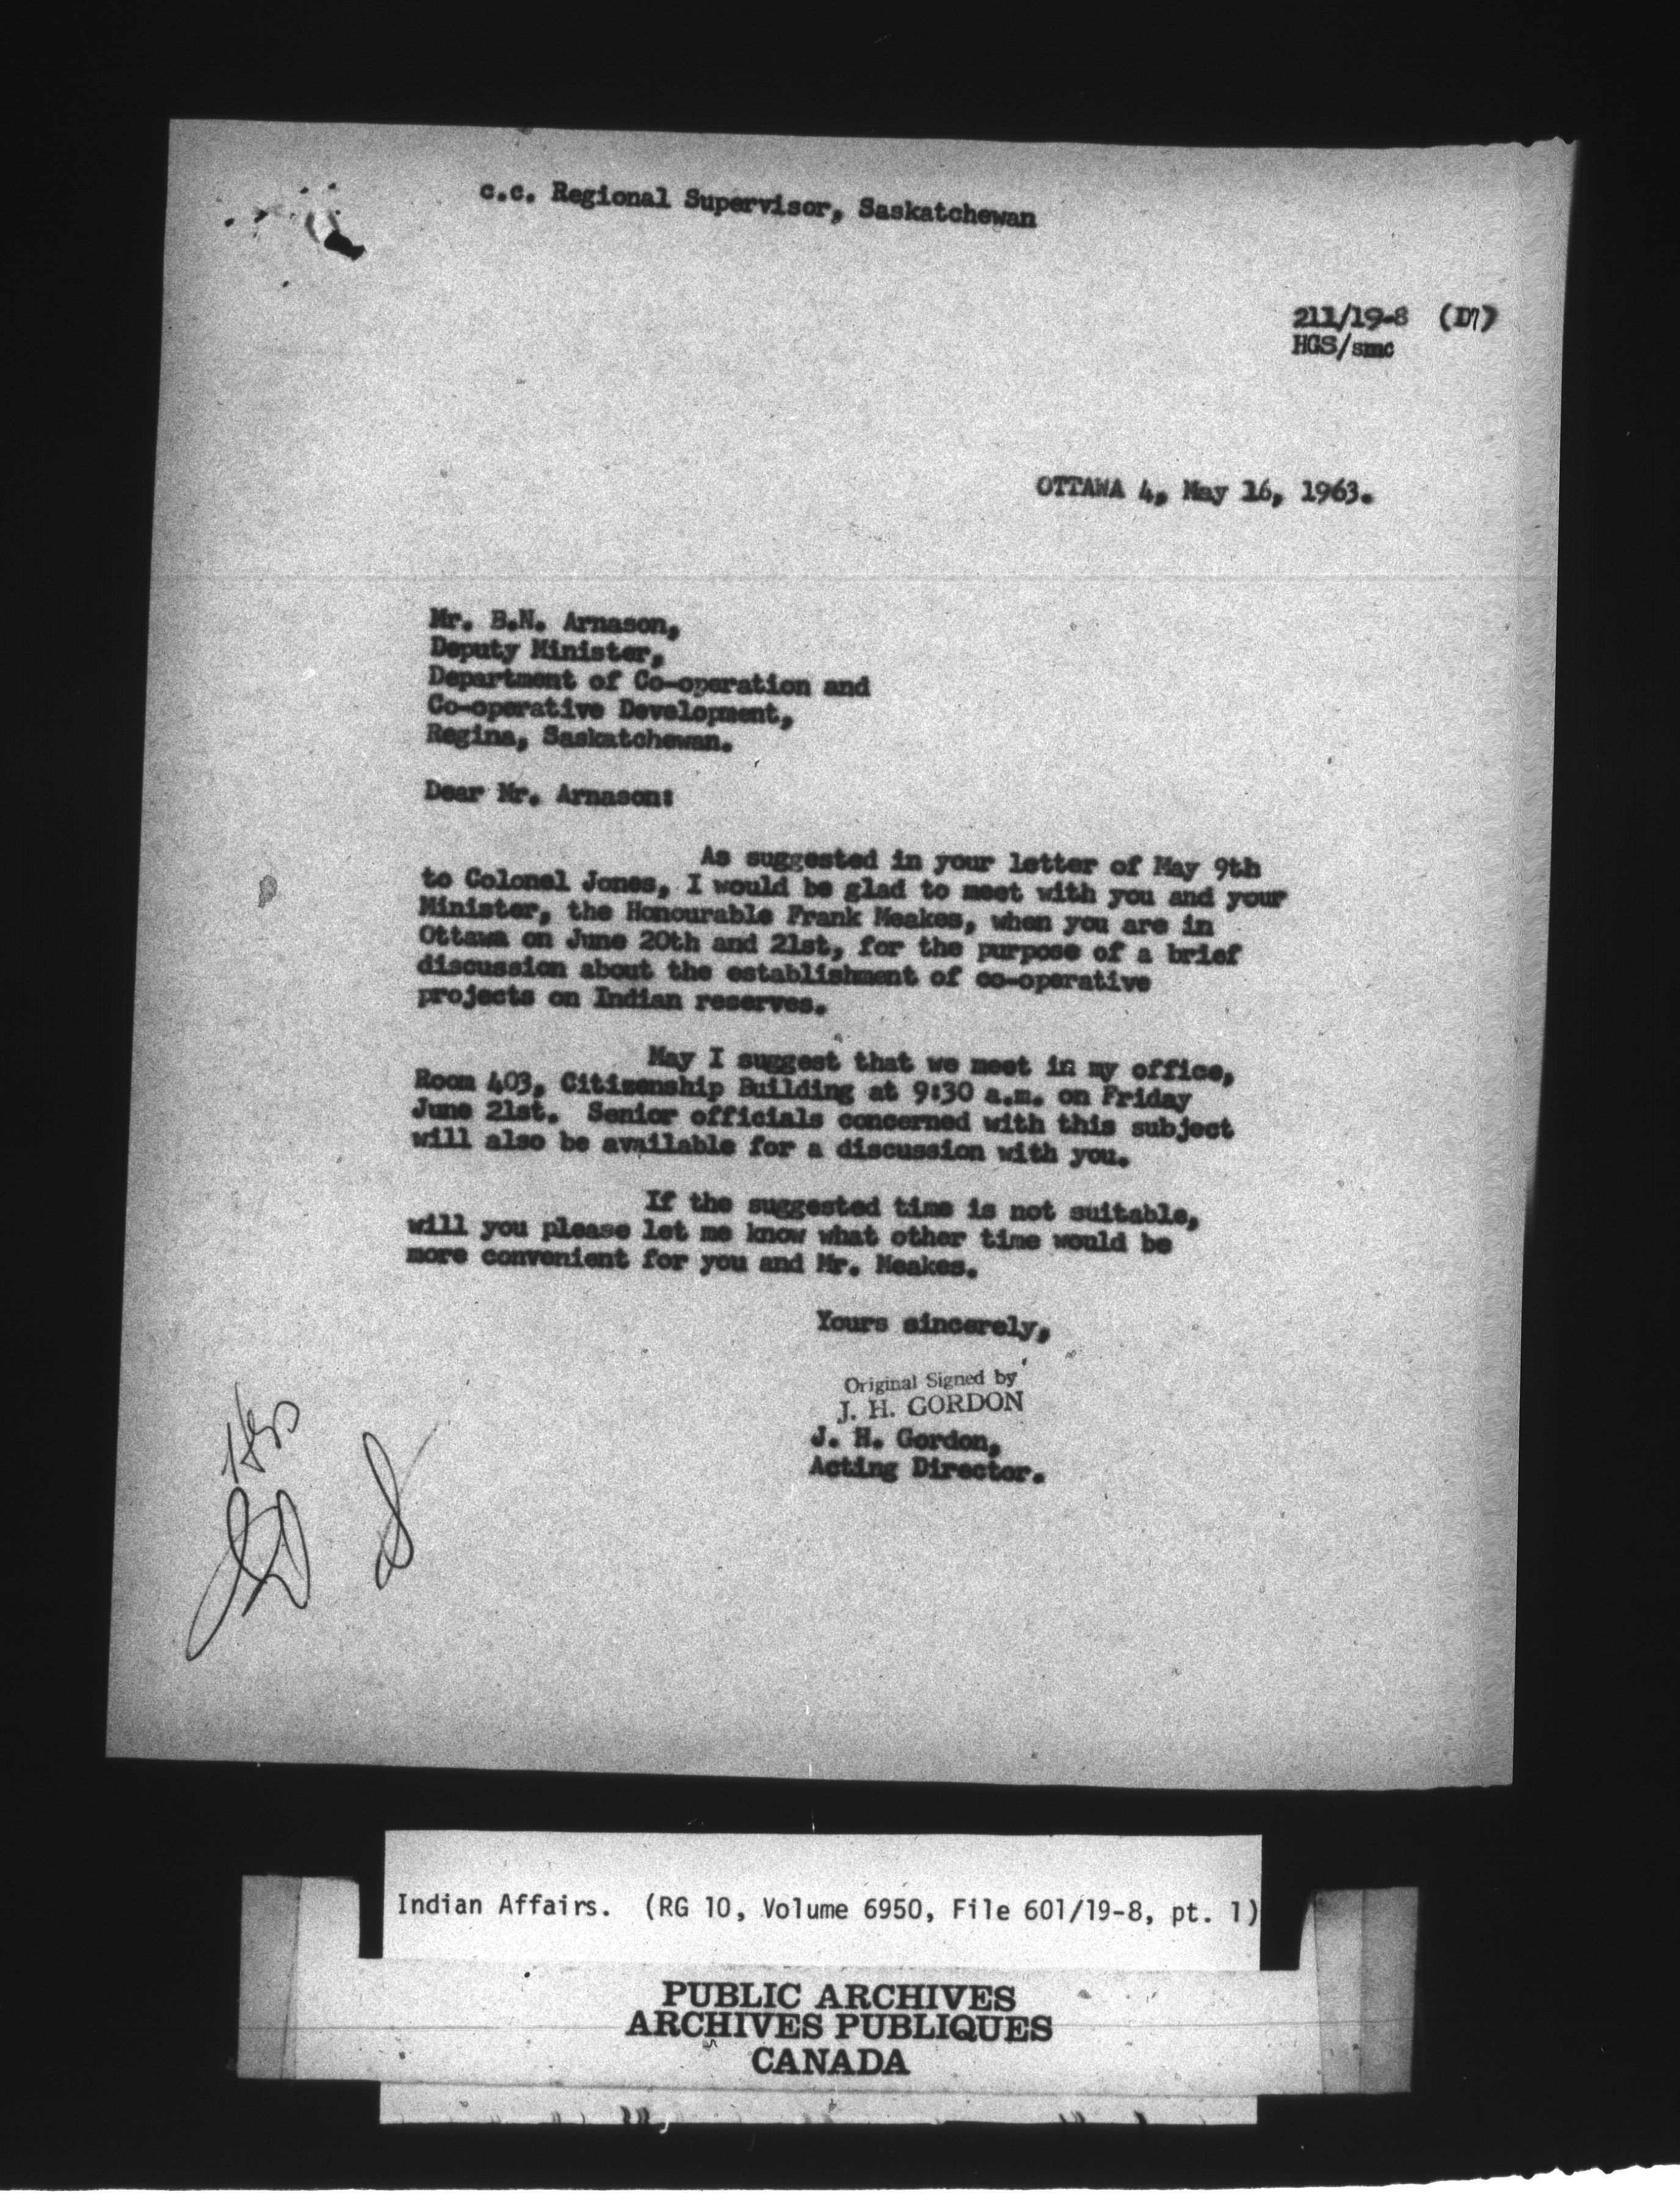 c.c. Regional Supervisor, Saskatchewan
211/19-8 (D7)
HGS/smc
OTTAWA 4, May 16, 1963.
Mr. B.N. Arnason,
Deputy Minister,
Department of Co-operation and
Co-operative Development,
Regina, Saskatchewan.
Dear Mr. Arnason:
As suggested in your letter of May 9th
to Colonel Jones, I would be glad to meet with you and your
Minister, the Honourable Frank Meakes, when you are in
Ottawa on June 20th and 21st, for the purpose of a brief
discussion about the establishment of co-operative
projects on Indian reserves.
May I suggest that we meet in my office,
Room 403, Citizenship Building at 9:30 a.m. on Friday
June 21st. Senior officials concerned with this subject
will also be available for a discussion with you.
If the suggested time is not suitable,
will you please let me know what other time would be
more convenient for you and Mr. Meakes.
Yours sincerely,
Original Signed by
J. H. GORDON
J. H. Gordon,
Acting Director.
Indian Affairs. (RG 10, Volume 6950, File 601/19-8, pt. 1)
PUBLIC ARCHIVES
ARCHIVES PUBLIQUES
CANADA